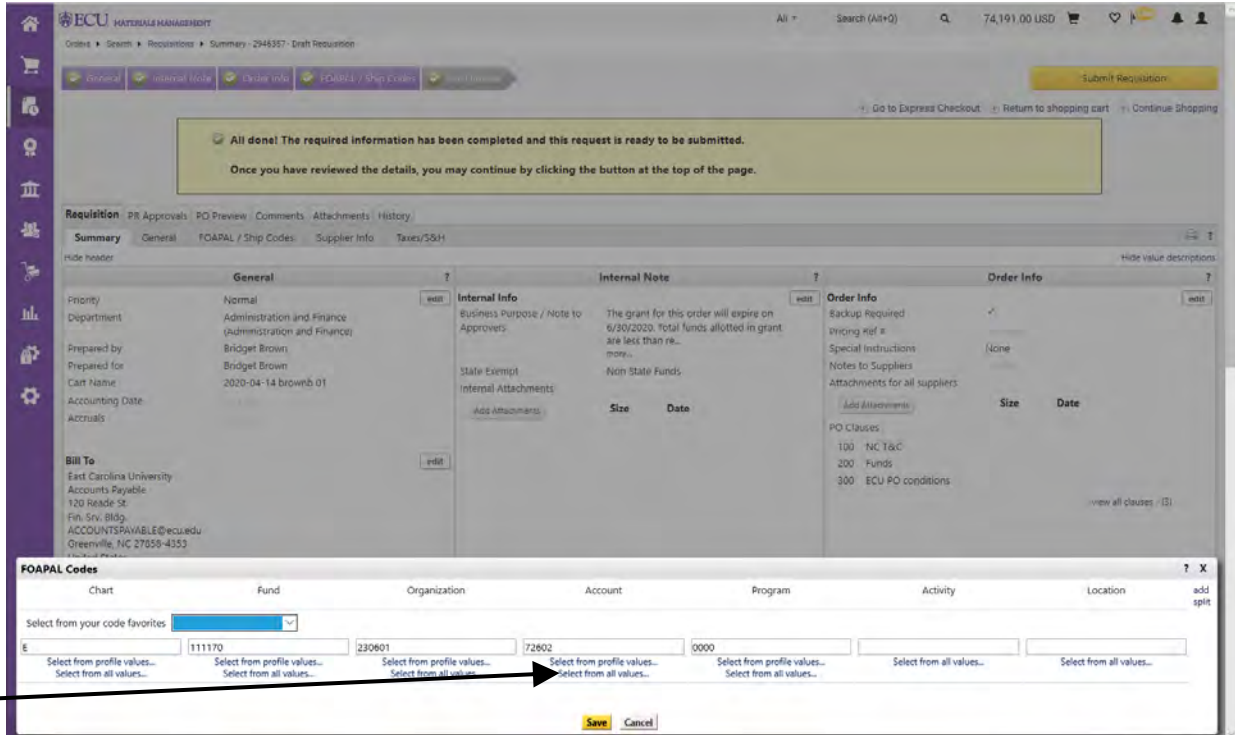 ECU MATERIALS MANAGEMENT
All
Search (Alt+Q)
74,191.00 USD
Orders Search Requisitions Summary - 2946357 - Draft Requisition
General Internal Note Order Info FOAPAL / Ship Codes
Submit Requisition
Go to Express Checkout Return to shopping cart Continue Shopping
All done! The required information has been completed and this request is ready to be submitted.
Once you have reviewed the details, you may continue by clicking the button at the top of the page.
Requisition PR Approvals PO Preview Comments Attachments History
Summary General FOAPAL / Ship Codes Supplier Info Taxes/S&H ?
Hide header Hide value descriptions
General ?
Internal Note ?
Order Info ?
Priority Normal edit
Department Administration and Finance
(Administration and Finance)
Prepared by Bridget Brown
Prepared for Bridget Brown
Cart Name 2020-04-14 brownb 01
Accounting Date
Accruals
Bill To edit
East Carolina University
Accounts Payable
120 Reade St.
Fin. Srv. Bldg.
ACCOUNTSPAYABLE@ecu.edu
Greenville, NC 27858-4353
United States
Internal Info edit
Business Purpose / Note to Approvers The grant for this order will expire on
6/30/2020. Total funds allotted in grant
are less than re...
more...
State Exempt Non State Funds
Internal Attachments
Add Attachments Size Date
Order Info edit
Backup Required ✓
Pricing Ref #
Special Instructions None
Notes to Suppliers
Attachments for all suppliers
Add Attachments Size Date
PO Clauses
100 NC T&C
200 Funds
300 ECU PO conditions
view all clauses - (3)
FOAPAL Codes ? X
Chart Fund Organization Account Program Activity Location add
split
Select from your code favorites
E 111170 230601 72602 0000
Select from profile values... Select from profile values... Select from profile values... Select from profile values... Select from profile values... Select from all values... Select from all values...
Select from all values... Select from all values... Select from all values... Select from all values... Select from all values...
Save Cancel